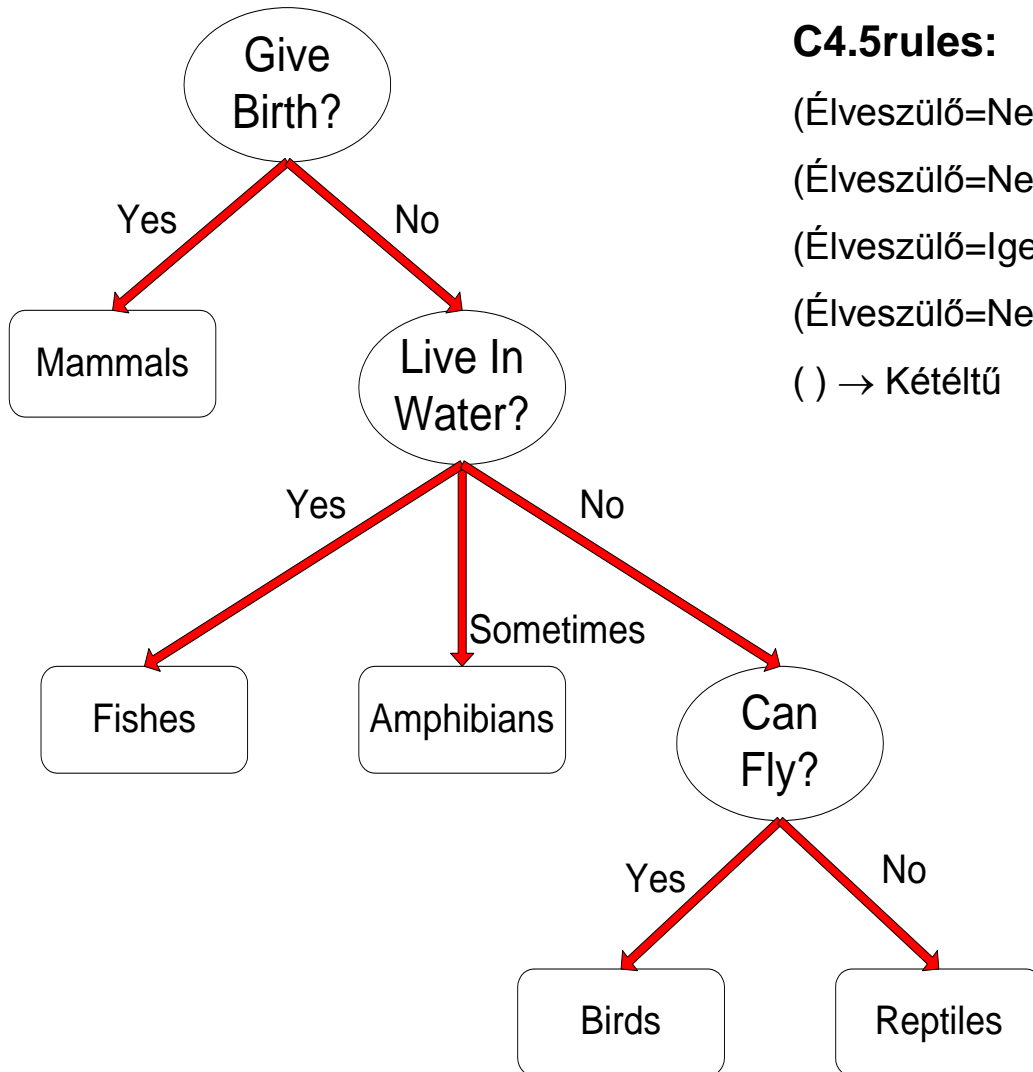 Give
Birth?
Yes
No
Mammals
Live In
Water?
Yes
No
Sometimes
Fishes
Amphibians
Can
Fly?
Yes
No
Birds
Reptiles
C4.5rules:
(Élveszülő=Ne
(Élveszülő=Ne
(Élveszülő=Ige
(Élveszülő=Ne
( ) → Kétéltű